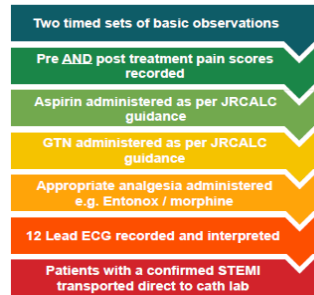 Two timed sets of basic observations
Pre AND post treatment pain scores
recorded
Aspirin administered as per JRCALC
guidance
GTN administered as per JRCALC
guidance
Appropriate analgesia administered
e.g. Entonox / morphine
12 Lead ECG recorded and interpreted
Patients with a confirmed STEMI
transported direct to cath lab